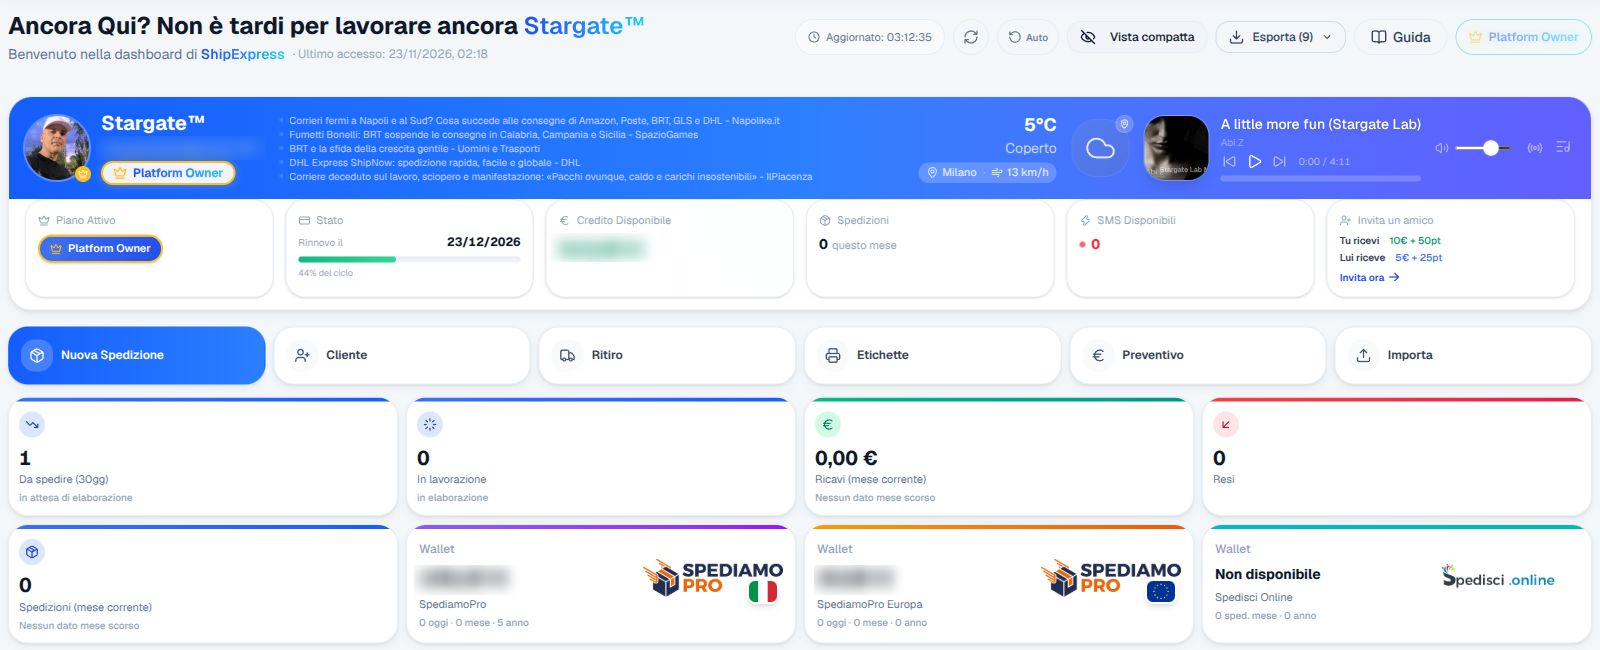 Ancora Qui? Non è tardi per lavorare ancora Stargate™
Benvenuto nella dashboard di ShipExpress · Ultimo accesso: 23/11/2026, 02:18
Aggiornato: 03:12:35
Auto
Vista compatta
Esporta (9)
Guida
Platform Owner
Stargate™
Platform Owner
Corrieri fermi a Napoli e al Sud? Cosa succede alle consegne di Amazon, Poste, BRT, GLS e DHL - Napolike.it
Fumetti Bonelli: BRT sospende le consegne in Calabria, Campania e Sicilia - SpazioGames
BRT e la sfida della crescita gentile - Uomini e Trasporti
DHL Express ShipNow: spedizione rapida, facile e globale - DHL
Corriere deceduto sul lavoro, sciopero e manifestazione: «Pacchi ovunque, caldo e carichi insostenibili» - IlPiacenza
5°C
Coperto
Milano · 13 km/h
Stargate Lab
A little more fun (Stargate Lab)
Abi Z
0:00 / 4:11
Piano Attivo
Platform Owner
Stato
Rinnovo il 23/12/2026
44% del ciclo
Credito Disponibile
Spedizioni
0 questo mese
SMS Disponibili
0
Invita un amico
Tu ricevi 10€ + 50pt
Lui riceve 5€ + 25pt
Invita ora →
Nuova Spedizione
Cliente
Ritiro
Etichette
Preventivo
Importa
1
Da spedire (30gg)
in attesa di elaborazione
0
In lavorazione
in elaborazione
0,00 €
Ricavi (mese corrente)
Nessun dato mese scorso
0
Resi
0
Spedizioni (mese corrente)
Nessun dato mese scorso
Wallet
SPEDIAMO
PRO
SpediamoPro
0 oggi · 0 mese · 5 anno
Wallet
SPEDIAMO
PRO
SpediamoPro Europa
0 oggi · 0 mese · 0 anno
Wallet
Non disponibile
Spedisci.online
Spedisci Online
0 sped. mese · 0 anno